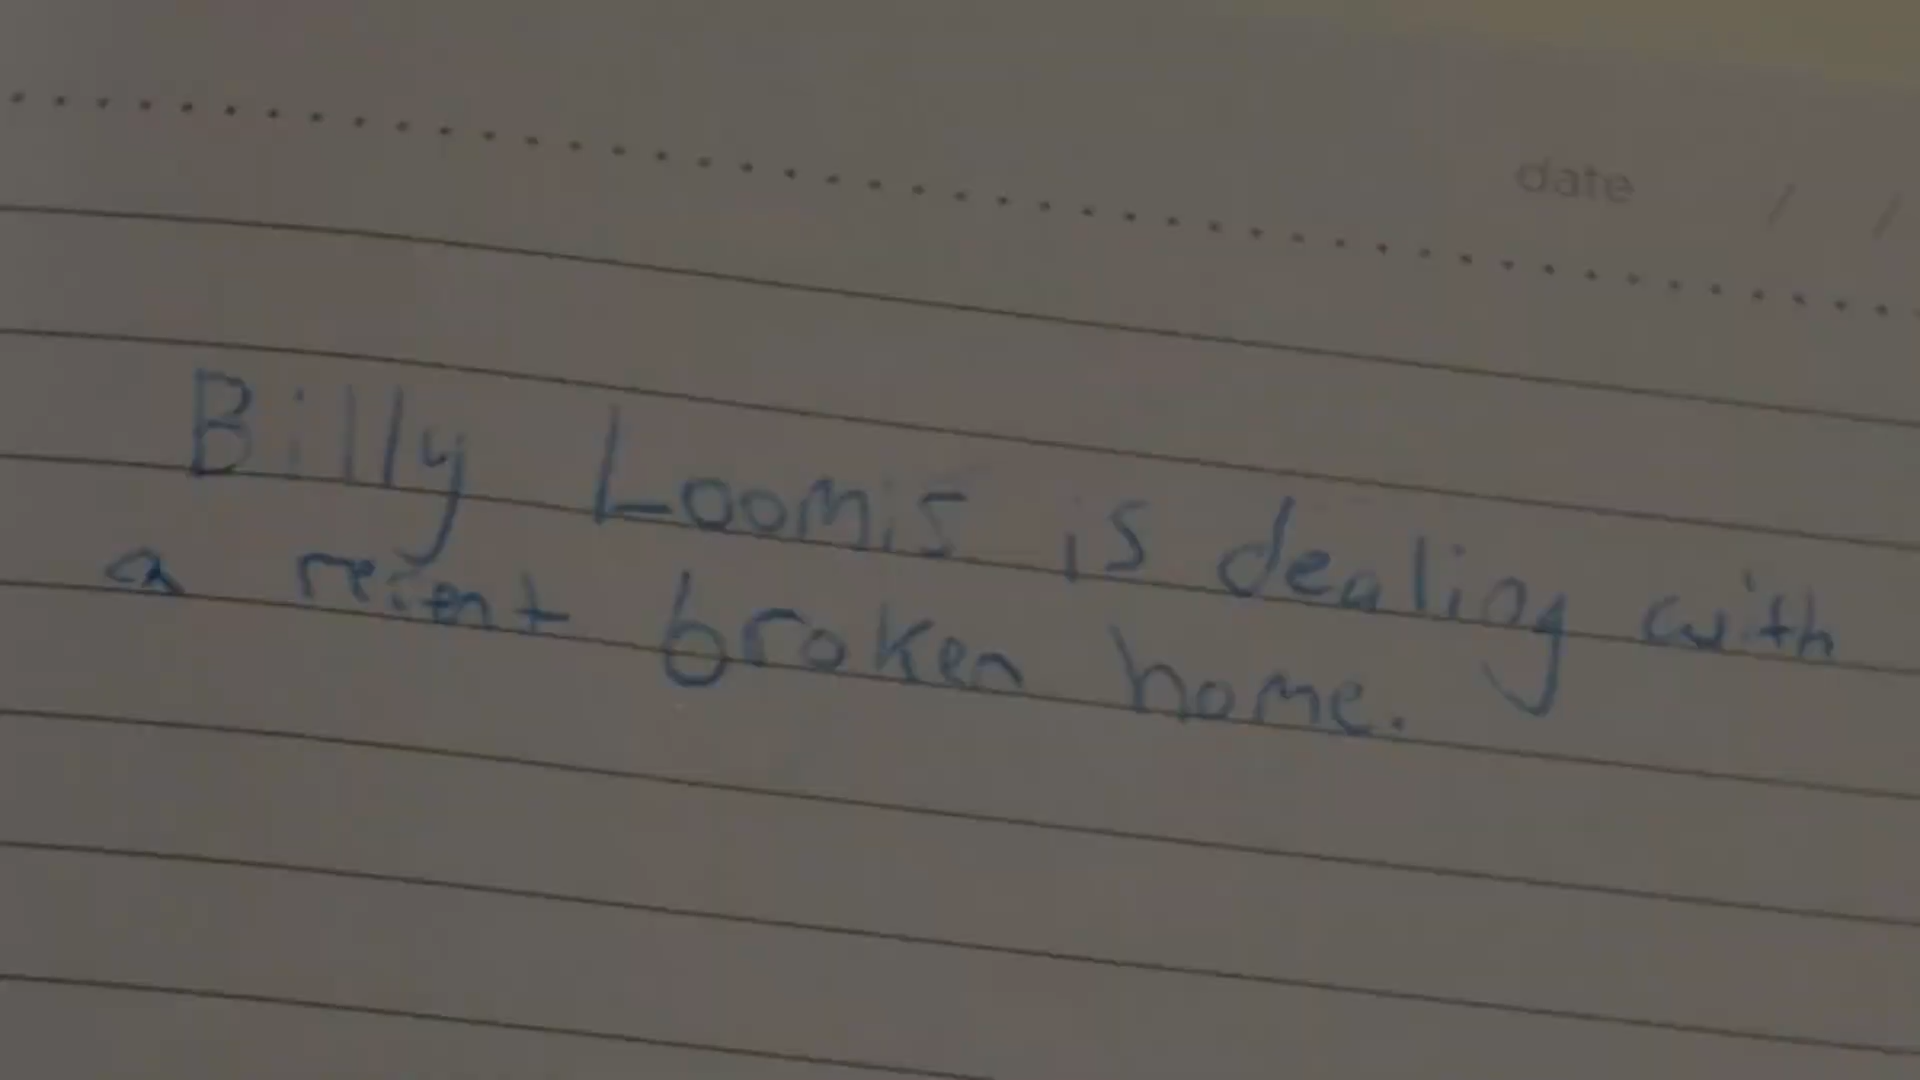 date / /
Billy Loomis is dealing with
a recent broken home.